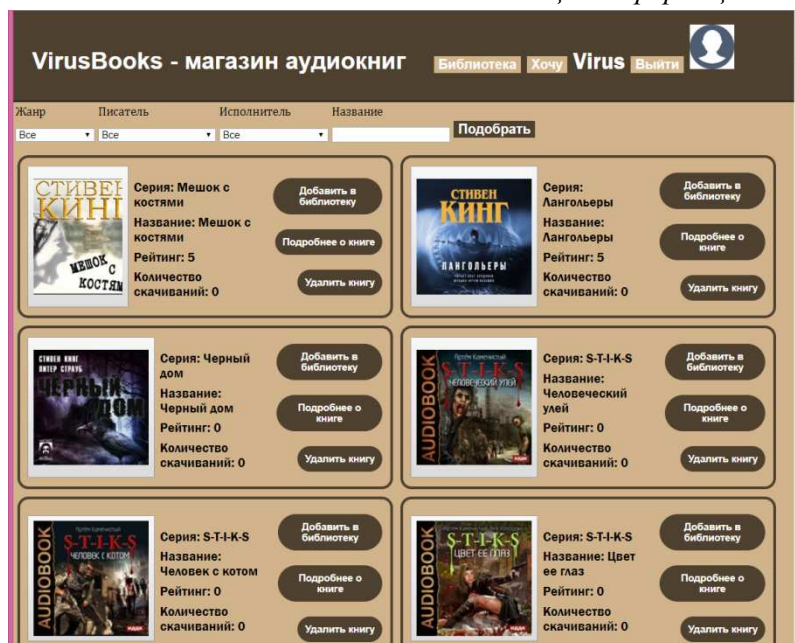 VirusBooks - магазин аудиокниг Библиотека Хочу Virus Выйти
Жанр Писатель Исполнитель Название
Все Все Все Подобрать
СТИВЕН
КИНГ
МЕШОК
С
КОСТЯМ
Серия: Мешок с
костями
Название: Мешок с
костями
Рейтинг: 5
Количество
скачиваний: 0
Добавить в
библиотеку
Подробнее о книге
Удалить книгу
СТИВЕН
КИНГ
ЛАНГОЛЬЕРЫ
Серия:
Лангольеры
Название:
Лангольеры
Рейтинг: 5
Количество
скачиваний: 0
Добавить в
библиотеку
Подробнее о
книге
Удалить книгу
СТИВЕН КИНГ
ПИТЕР СТРАУБ
ЧЕРНЫЙ
ДОМ
Серия: Черный
дом
Название:
Черный дом
Рейтинг: 0
Количество
скачиваний: 0
Добавить в
библиотеку
Подробнее о
книге
Удалить книгу
AUDIOBOOK
Артём Каменистый
S-T-I-K-S
ЧЕЛОВЕЧЕСКИЙ УЛЕЙ
Серия: S-T-I-K-S
Название:
Человеческий
улей
Рейтинг: 0
Количество
скачиваний: 0
Добавить в
библиотеку
Подробнее о
книге
Удалить книгу
AUDIOBOOK
Артём Каменистый
S-T-I-K-S
ЧЕЛОВЕК С КОТОМ
Серия: S-T-I-K-S
Название:
Человек с котом
Рейтинг: 0
Количество
скачиваний: 0
Добавить в
библиотеку
Подробнее о
книге
Удалить книгу
AUDIOBOOK
S-T-I-K-S
ЦВЕТ ЕЕ ГЛАЗ
Серия: S-T-I-K-S
Название: Цвет
ее глаз
Рейтинг: 0
Количество
скачиваний: 0
Добавить в
библиотеку
Подробнее о
книге
Удалить книгу